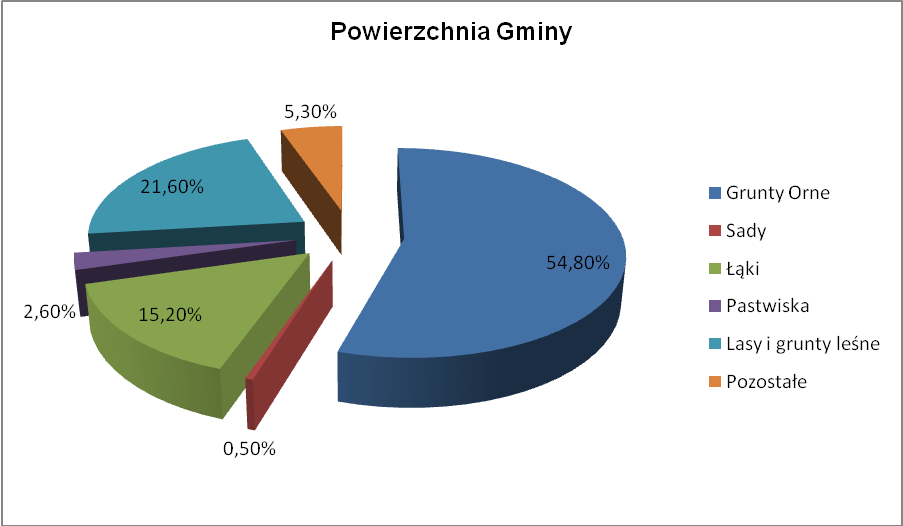 Powierzchnia Gminy
5,30%
21,60%
54,80%
2,60%
15,20%
0,50%
Grunty Orne
Sady
Łąki
Pastwiska
Lasy i grunty leśne
Pozostałe